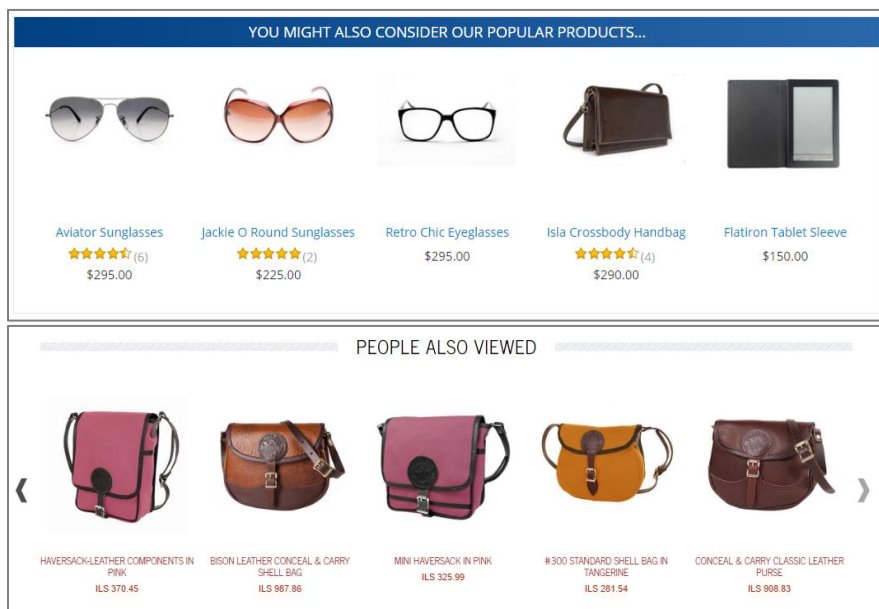 YOU MIGHT ALSO CONSIDER OUR POPULAR PRODUCTS...
Aviator Sunglasses
(6)
$295.00
Jackie O Round Sunglasses
(2)
$225.00
Retro Chic Eyeglasses
$295.00
Isla Crossbody Handbag
(4)
$290.00
Flatiron Tablet Sleeve
$150.00
PEOPLE ALSO VIEWED
HAVERSACK-LEATHER COMPONENTS IN
PINK
ILS 370.45
BISON LEATHER CONCEAL & CARRY
SHELL BAG
ILS 987.86
MINI HAVERSACK IN PINK
ILS 325.99
#300 STANDARD SHELL BAG IN
TANGERINE
ILS 281.54
CONCEAL & CARRY CLASSIC LEATHER
PURSE
ILS 908.83